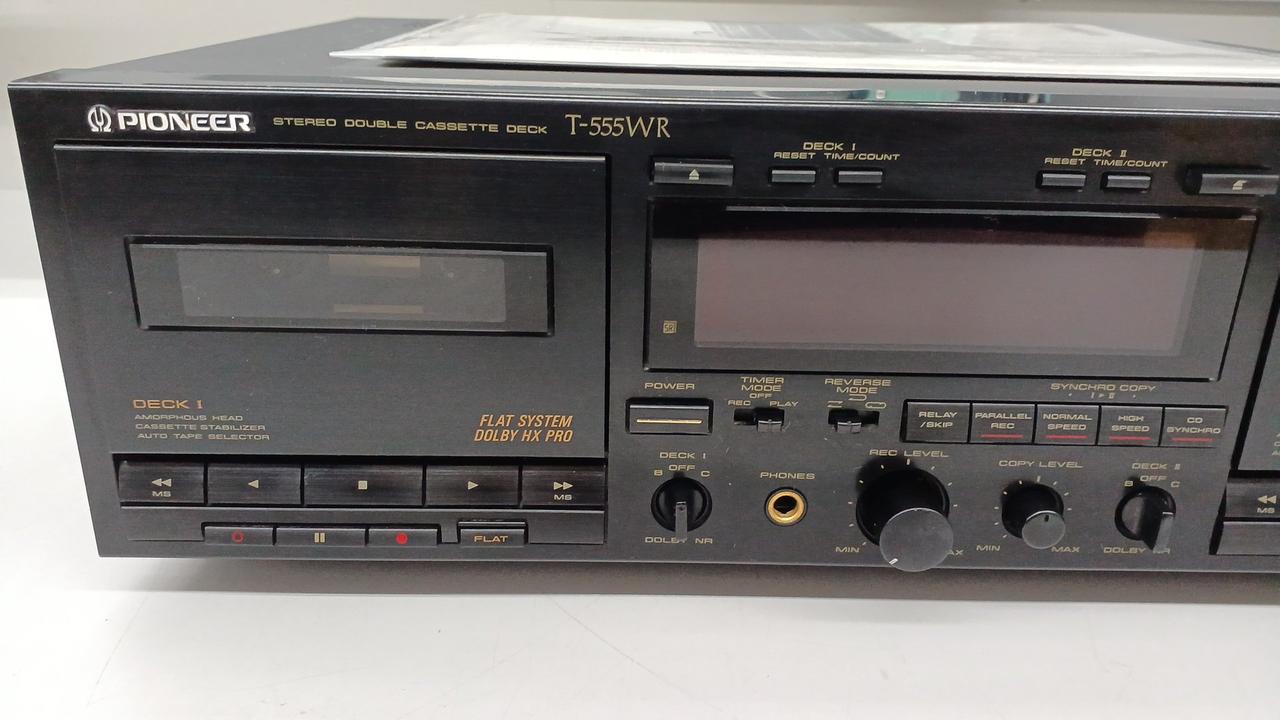 PIONEER STEREO DOUBLE CASSETTE DECK T-555WR
DECK I
RESET TIME/COUNT
DECK II
RESET TIME/COUNT
DECK I
AMORPHOUS HEAD
CASSETTE STABILIZER
AUTO TAPE SELECTOR
FLAT SYSTEM
DOLBY HX PRO
MS
MS
FLAT
POWER
TIMER
MODE
OFF
REC PLAY
REVERSE
MODE
SYNCHRO COPY
I▸II
RELAY
/SKIP
PARALLEL
REC
NORMAL
SPEED
HIGH
SPEED
CD
SYNCHRO
DECK I
OFF
B C
DOLBY NR
PHONES
REC LEVEL
MIN
COPY LEVEL
MIN MAX
DECK II
OFF
B C
DOLBY NR
MS